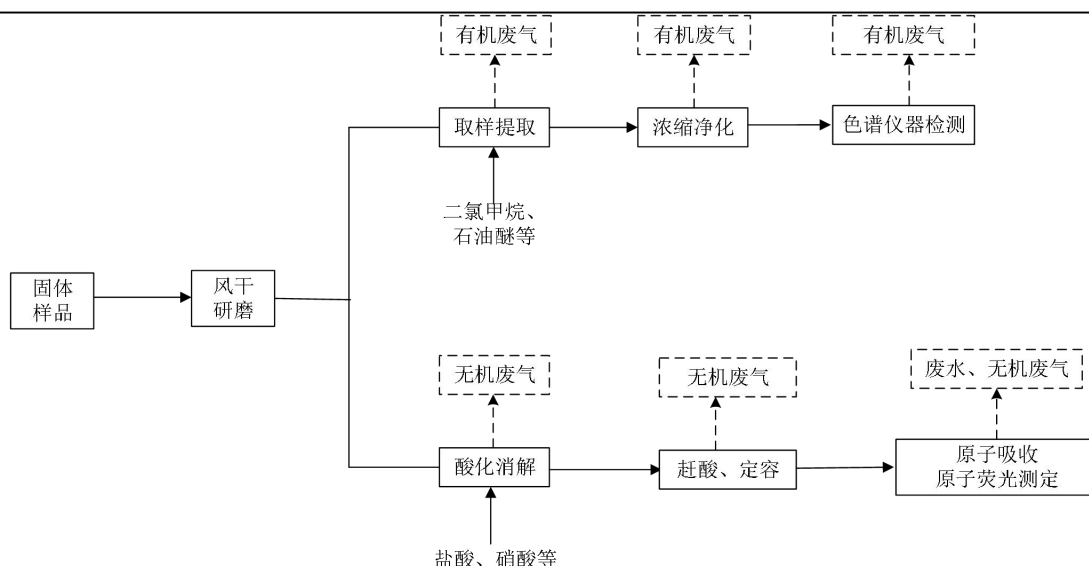 有机废气
有机废气
有机废气
取样提取
浓缩净化
色谱仪器检测
二氯甲烷、
石油醚等
固体
样品
风干
研磨
无机废气
无机废气
废水、无机废气
酸化消解
赶酸、定容
原子吸收
原子荧光测定
盐酸、硝酸等